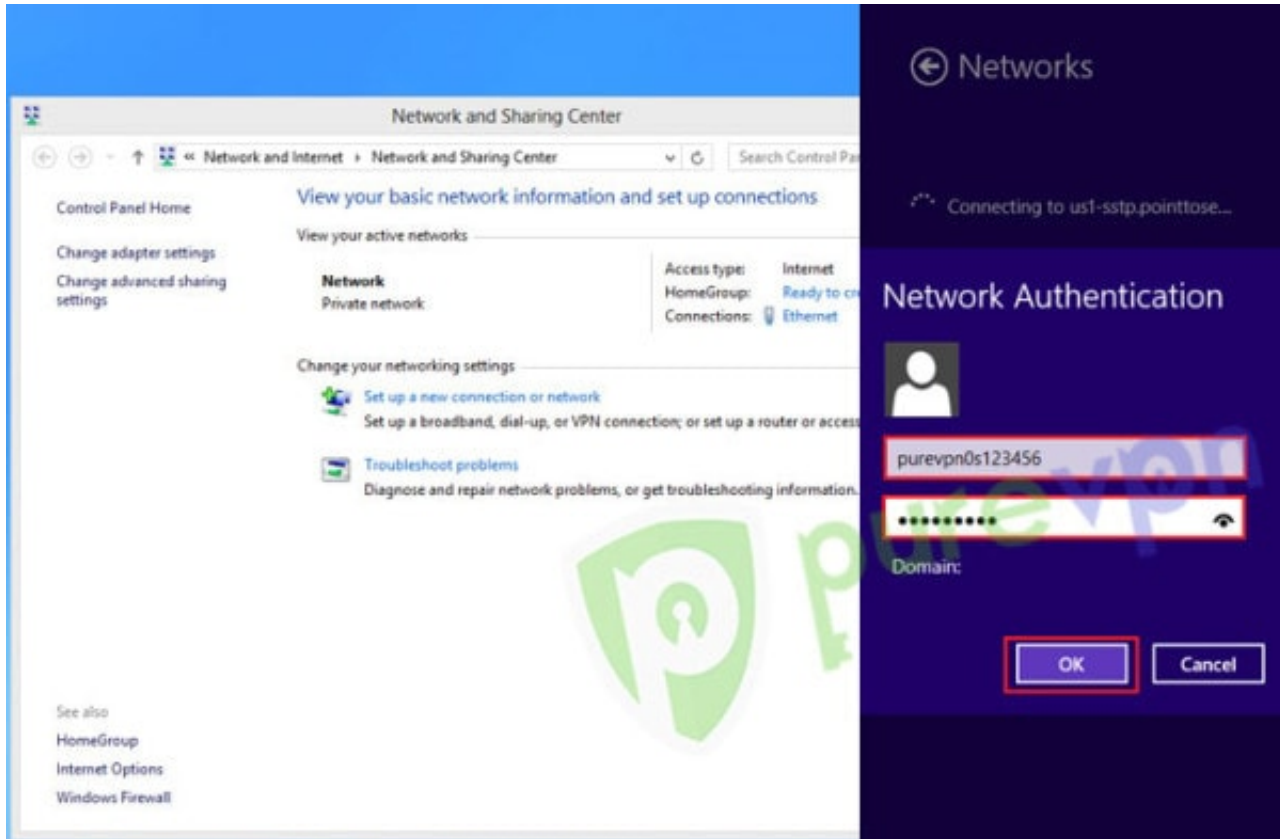 Network and Sharing Center
« Network and Internet ▸ Network and Sharing Center
Search Control Pa
Control Panel Home
Change adapter settings
Change advanced sharing
settings
View your basic network information and set up connections
View your active networks
Network
Private network
Access type: Internet
HomeGroup: Ready to cr
Connections: Ethernet
Change your networking settings
Set up a new connection or network
Set up a broadband, dial-up, or VPN connection; or set up a router or access
Troubleshoot problems
Diagnose and repair network problems, or get troubleshooting information.
See also
HomeGroup
Internet Options
Windows Firewall
Networks
Connecting to us1-sstp.pointtose...
Network Authentication
purevpn0s123456
•••••••••
Domain:
OK
Cancel
purevpn